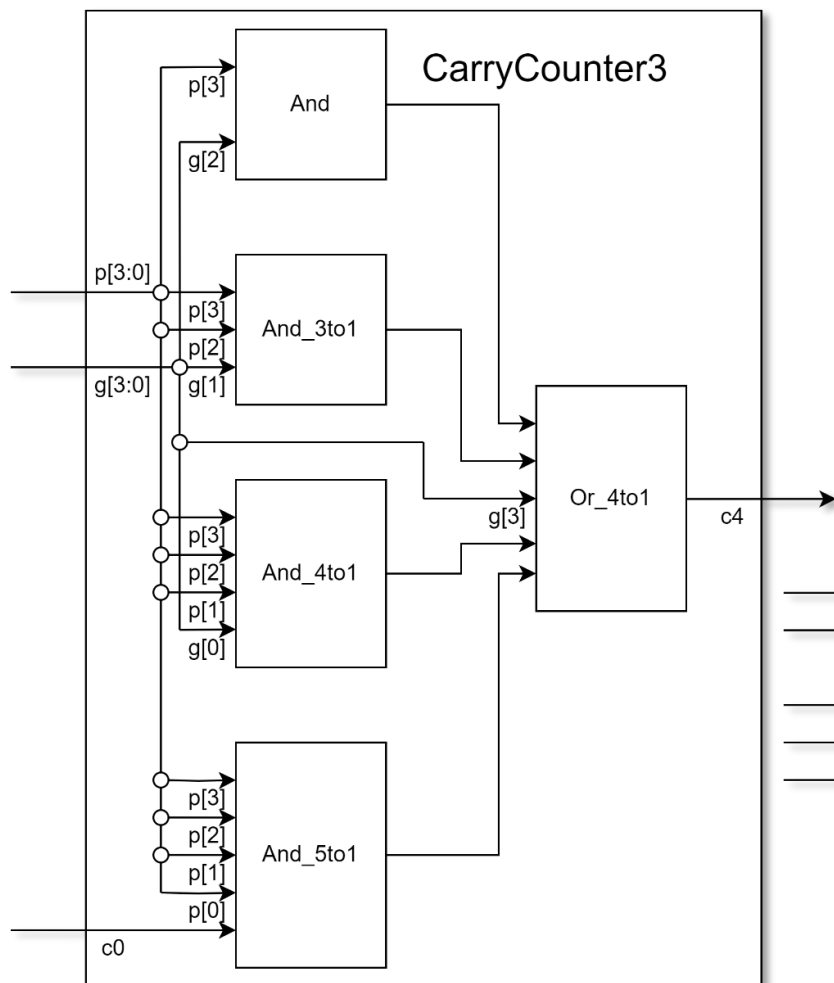 CarryCounter3
p[3]
And
g[2]
p[3:0]
p[3]
And_3to1
p[2]
g[3:0]
g[1]
Or_4to1
g[3]
c4
p[3]
And_4to1
p[2]
p[1]
g[0]
p[3]
p[2]
And_5to1
p[1]
p[0]
c0